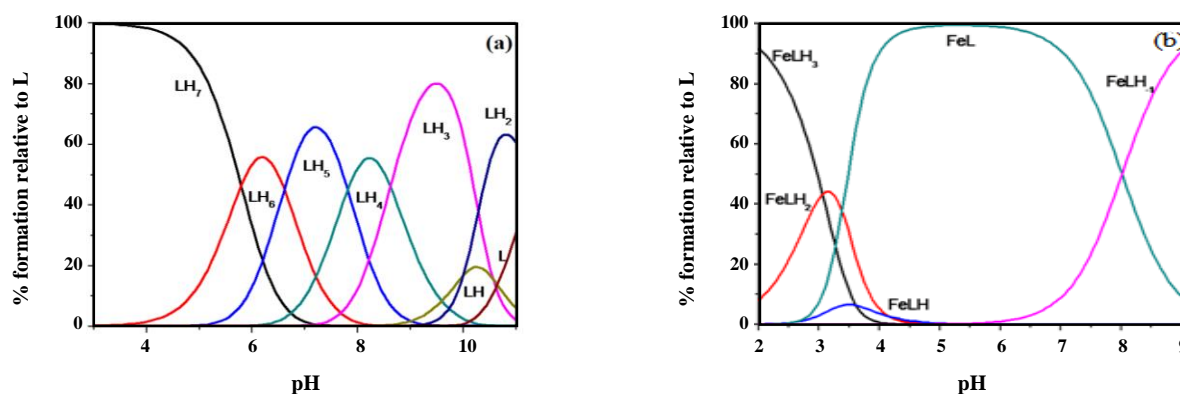 (a)
% formation relative to L
100
80
60
40
20
0
LH₇
LH₆
LH₅
LH₄
LH₃
LH₂
LH
L
4 6 8 10
pH
(b)
% formation relative to L
100
80
60
40
20
0
FeLH₃
FeLH₂
FeLH
FeL
FeLH₋₁
2 3 4 5 6 7 8 9
pH